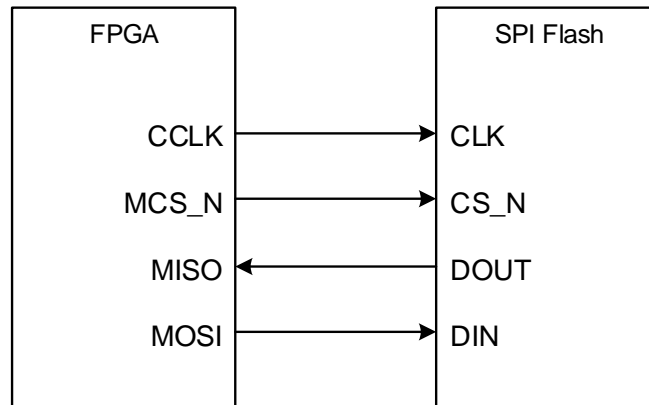 FPGA
SPI Flash
CCLK
CLK
MCS_N
CS_N
MISO
DOUT
MOSI
DIN